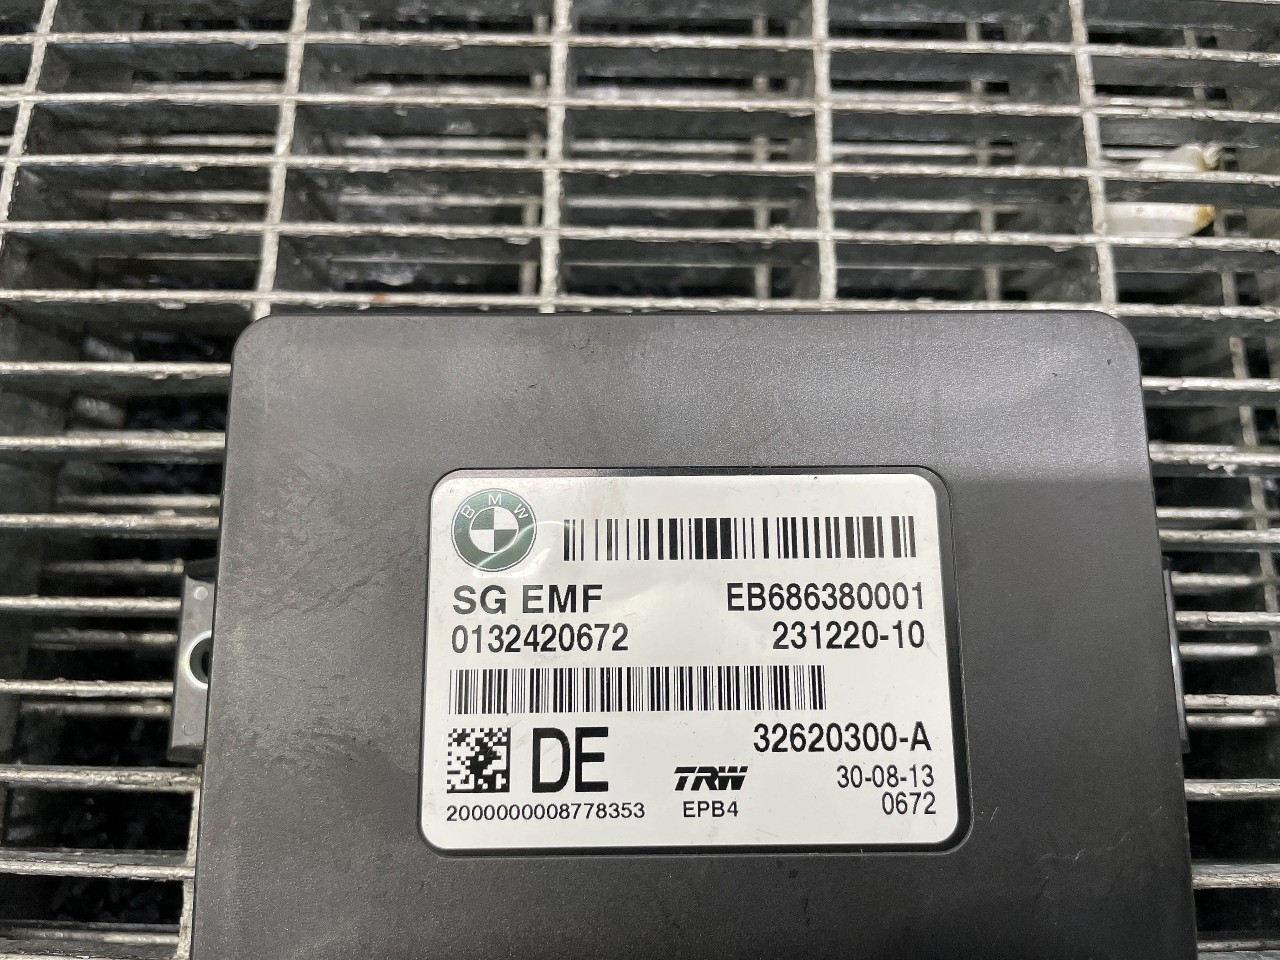 BMW
SG EMF EB686380001
0132420672 231220-10
DE 32620300-A
TRW 30-08-13
2000000008778353 EPB4 0672